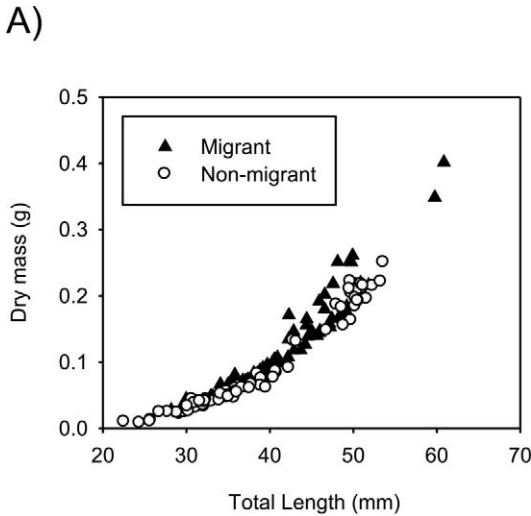 A)
0.5
Migrant
0.4
Non-migrant
0.3
Dry mass (g)
0.2
0.1
0.0
20 30 40 50 60 70
Total Length (mm)